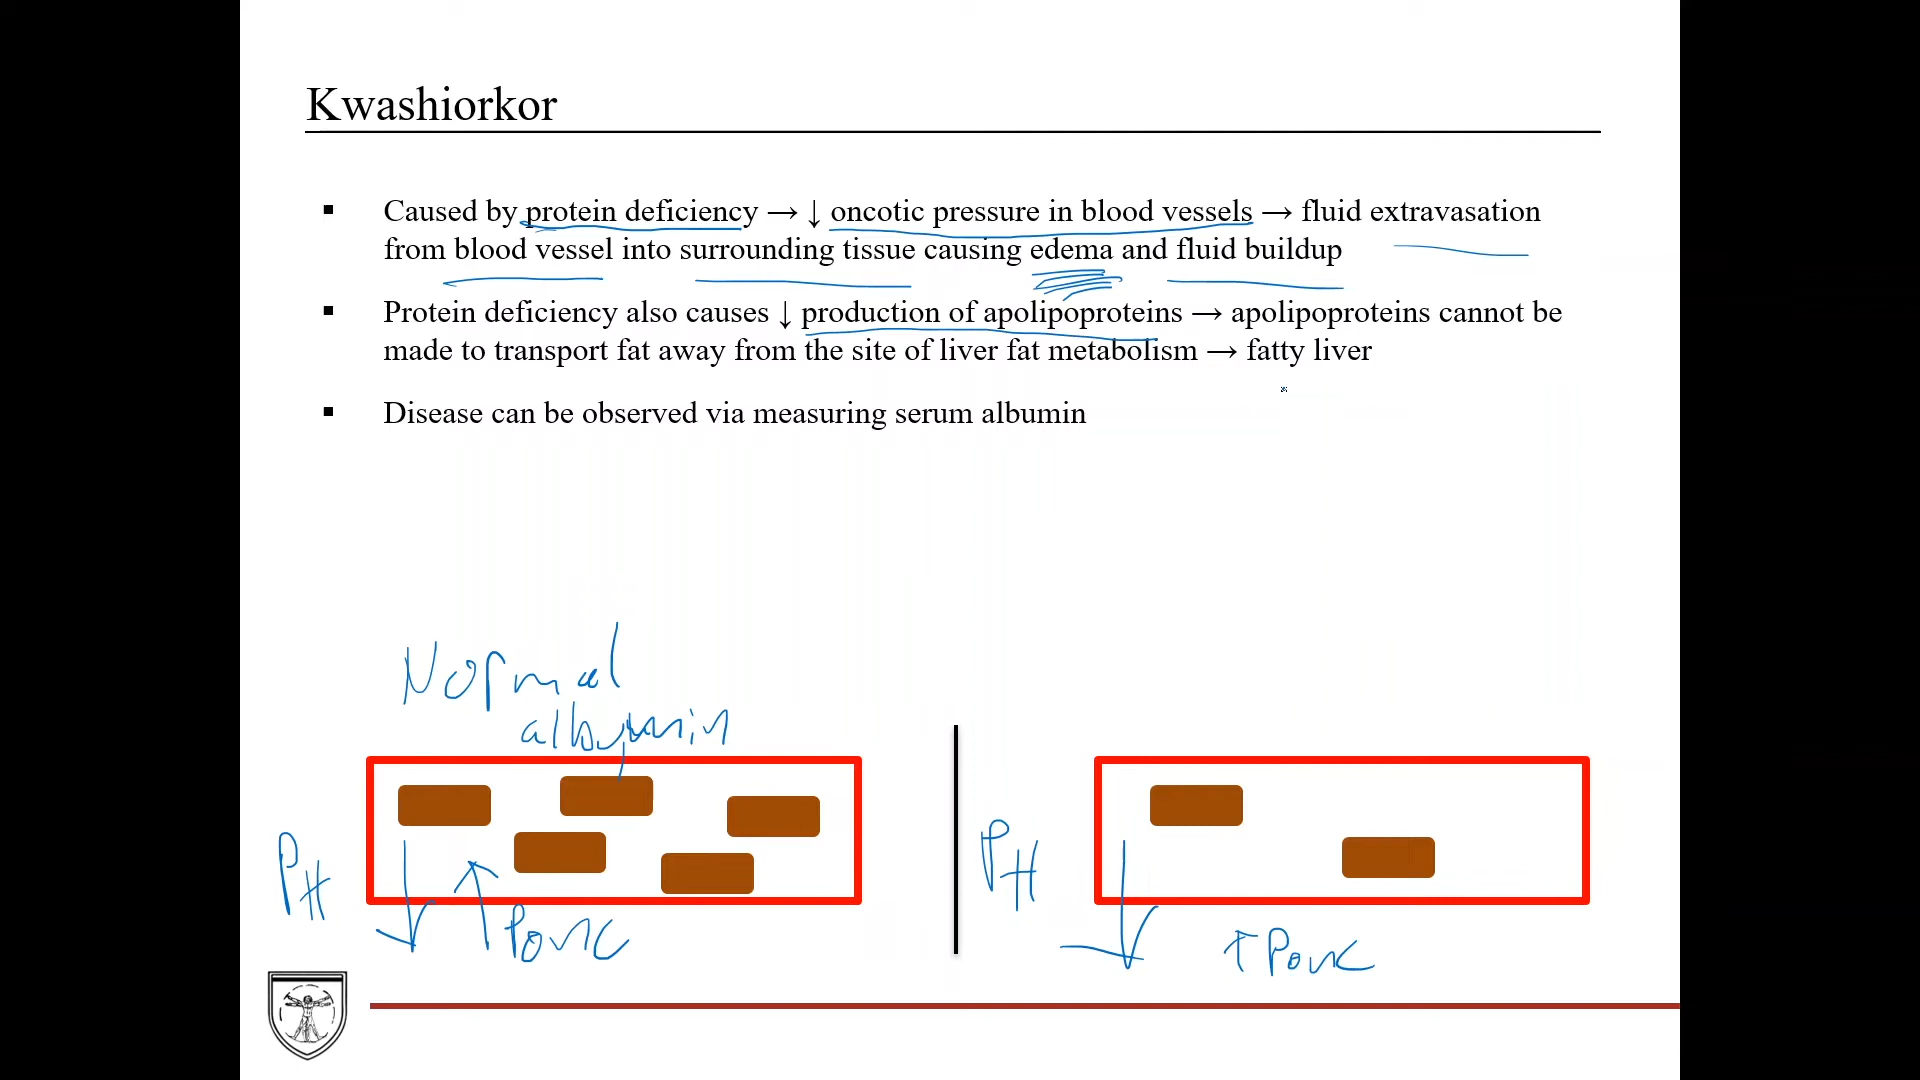 Kwashiorkor
▪ Caused by protein deficiency → ↓ oncotic pressure in blood vessels → fluid extravasation
from blood vessel into surrounding tissue causing edema and fluid buildup
▪ Protein deficiency also causes ↓ production of apolipoproteins → apolipoproteins cannot be
made to transport fat away from the site of liver fat metabolism → fatty liver
▪ Disease can be observed via measuring serum albumin
Normal
albumin
PH
Ponc
PH
↑ Ponc